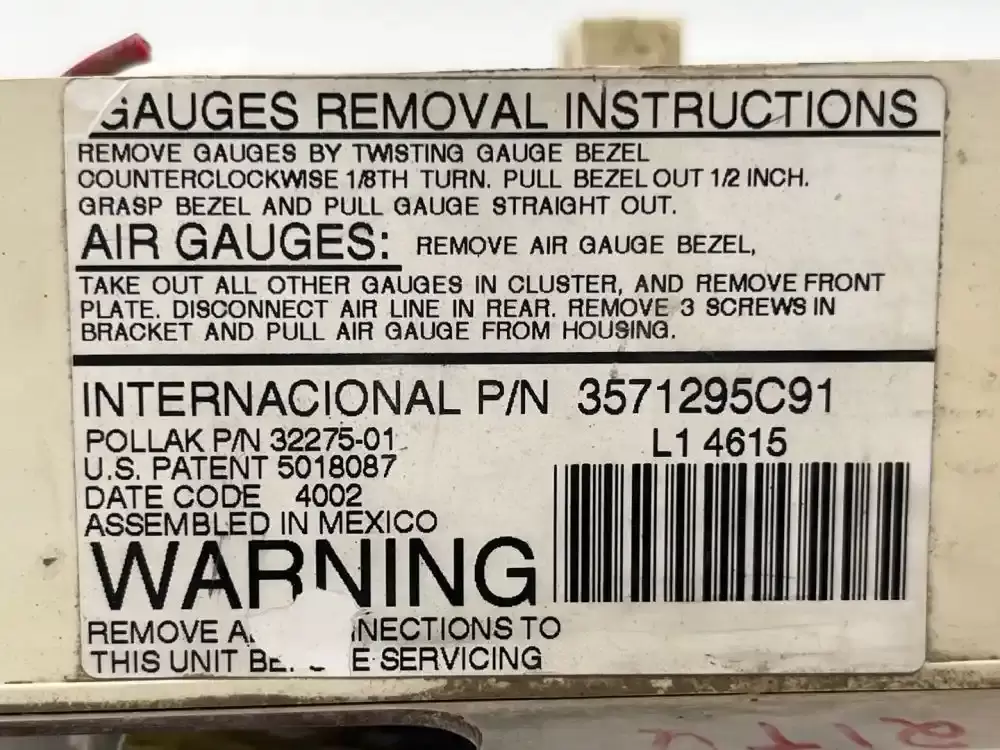 GAUGES REMOVAL INSTRUCTIONS
REMOVE GAUGES BY TWISTING GAUGE BEZEL
COUNTERCLOCKWISE 1/8TH TURN. PULL BEZEL OUT 1/2 INCH.
GRASP BEZEL AND PULL GAUGE STRAIGHT OUT.
AIR GAUGES: REMOVE AIR GAUGE BEZEL,
TAKE OUT ALL OTHER GAUGES IN CLUSTER, AND REMOVE FRONT
PLATE. DISCONNECT AIR LINE IN REAR. REMOVE 3 SCREWS IN
BRACKET AND PULL AIR GAUGE FROM HOUSING.
INTERNACIONAL P/N 3571295C91
POLLAK P/N 32275-01
L1 4615
U.S. PATENT 5018087
DATE CODE 4002
ASSEMBLED IN MEXICO
WARNING
REMOVE NECTIONS TO
THIS UNIT SERVICING